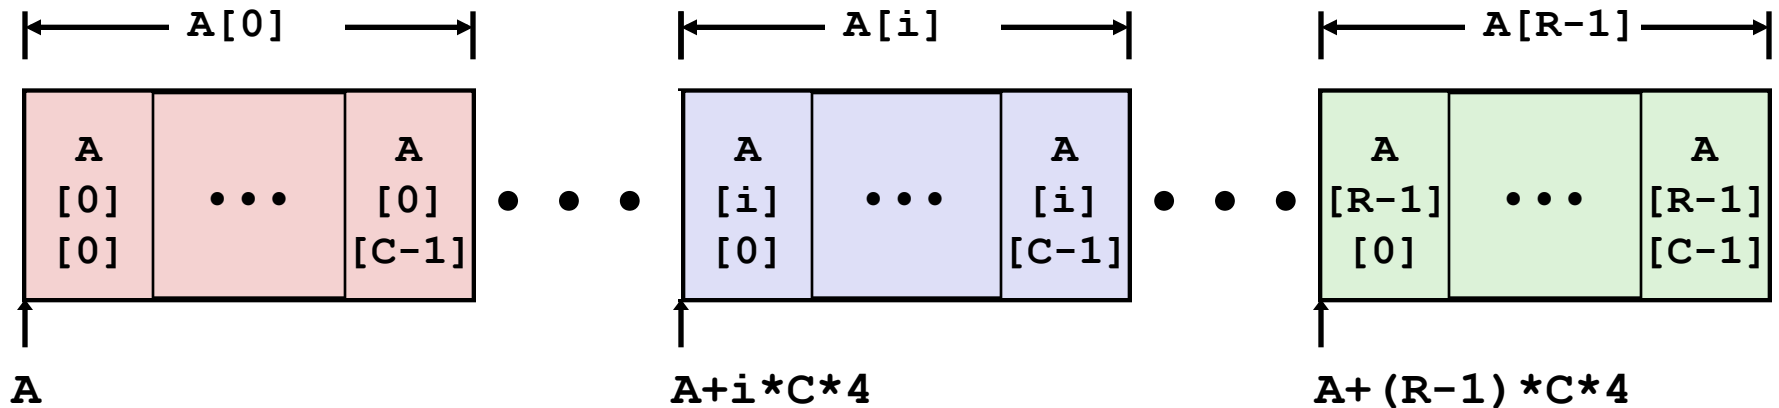 A[0] A[i] A[R-1]
A ••• A • • • A ••• A • • • A ••• A
[0] [0] [i] [i] [R-1] [R-1]
[0] [C-1] [0] [C-1] [0] [C-1]
A A+i*C*4 A+(R-1)*C*4